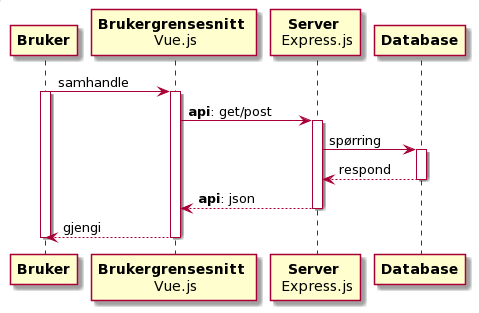 Bruker
Brukergrensesnitt
Vue.js
Server
Express.js
Database
samhandle
api: get/post
spørring
respond
api: json
gjengi
Bruker
Brukergrensesnitt
Vue.js
Server
Express.js
Database